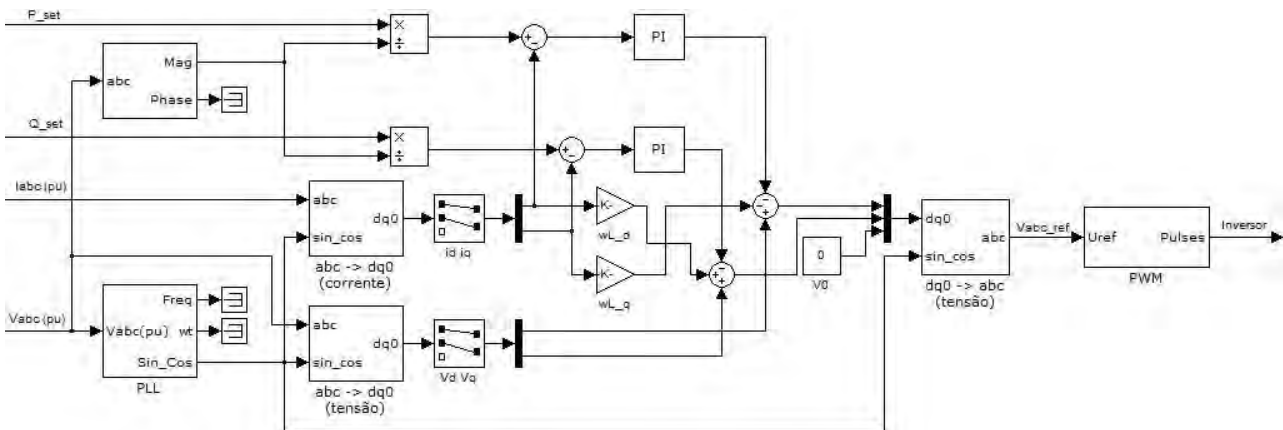 P_set
×
÷
PI
Mag
abc
Phase
Q_set
×
÷
PI
Iabc (pu)
abc
dq0
sin_cos
abc -> dq0
(corrente)
id iq
K-
wL_d
K-
wL_q
0
V0
dq0
abc
sin_cos
dq0 -> abc
(tensão)
Vabc_ref
Uref
Pulses
PWM
Inversor
Vabc (pu)
Freq
Vabc(pu)
wt
Sin_Cos
PLL
abc
dq0
sin_cos
abc -> dq0
(tensão)
Vd Vq